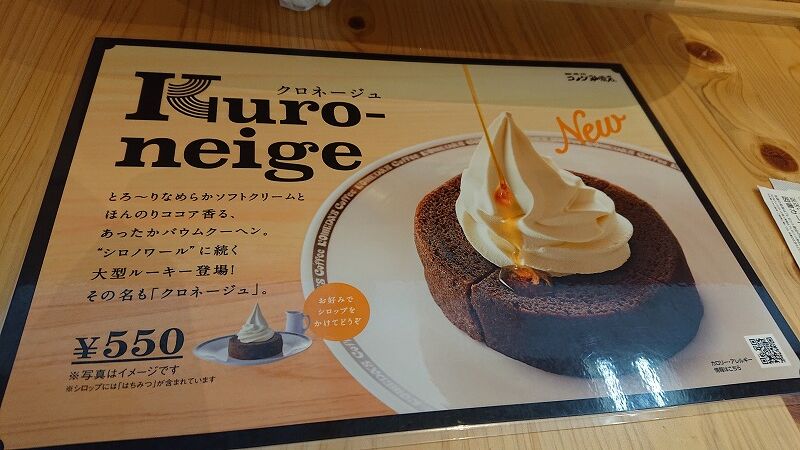 珈琲所
コメダ珈琲店
クロネージュ
Kuro-
neige
New
とろ〜りなめらかソフトクリームと
ほんのりココア香る、
あったかバウムクーヘン。
“シロノワール”に続く
大型ルーキー登場!
その名も「クロネージュ」。
お好みで
シロップを
かけてどうぞ
¥550
※写真はイメージです
※シロップには「はちみつ」が含まれています
カロリー・アレルギー
情報はこちら
KOMEDA'S Coffee